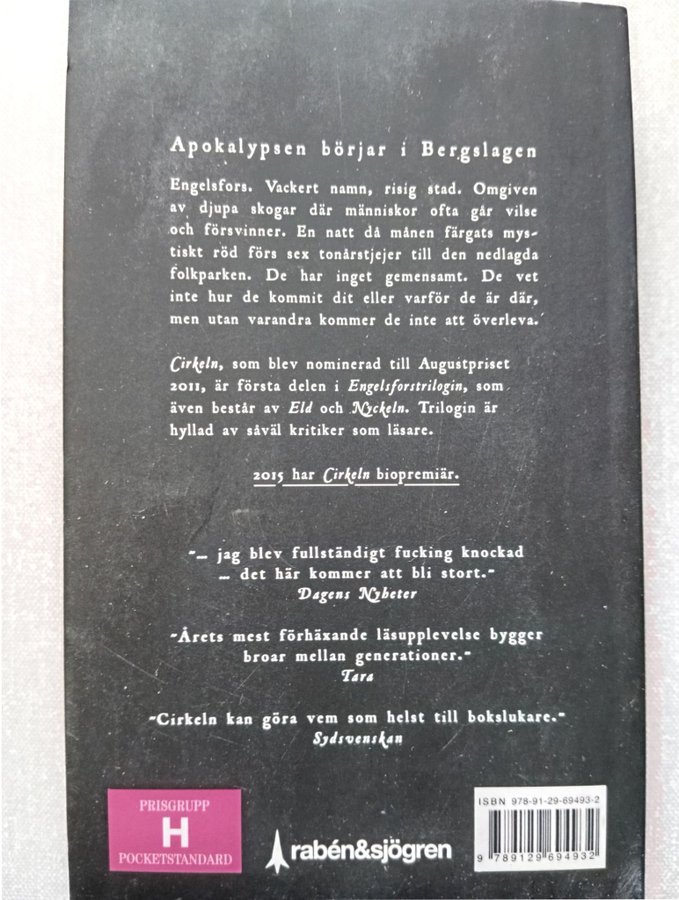 Apokalypsen börjar i Bergslagen
Engelsfors. Vackert namn, risig stad. Omgiven
av djupa skogar där människor ofta går vilse
och försvinner. En natt då månen färgats mys-
tiskt röd förs sex tonårstjejer till den nedlagda
folkparken. De har inget gemensamt. De vet
inte hur de kommit dit eller varför de är där,
men utan varandra kommer de inte att överleva.
Cirkeln, som blev nominerad till Augustpriset
2011, är första delen i Engelsforstrilogin, som
även består av Eld och Nyckeln. Trilogin är
hyllad av såväl kritiker som läsare.
2015 har Cirkeln biopremiär.
"… jag blev fullständigt fucking knockad
… det här kommer att bli stort."
Dagens Nyheter
"Årets mest förhäxande läsupplevelse bygger
broar mellan generationer."
Tara
"Cirkeln kan göra vem som helst till bokslukare."
Sydsvenskan
PRISGRUPP
H
POCKETSTANDARD
rabén&sjögren
ISBN 978-91-29-69493-2
9 789129 694932